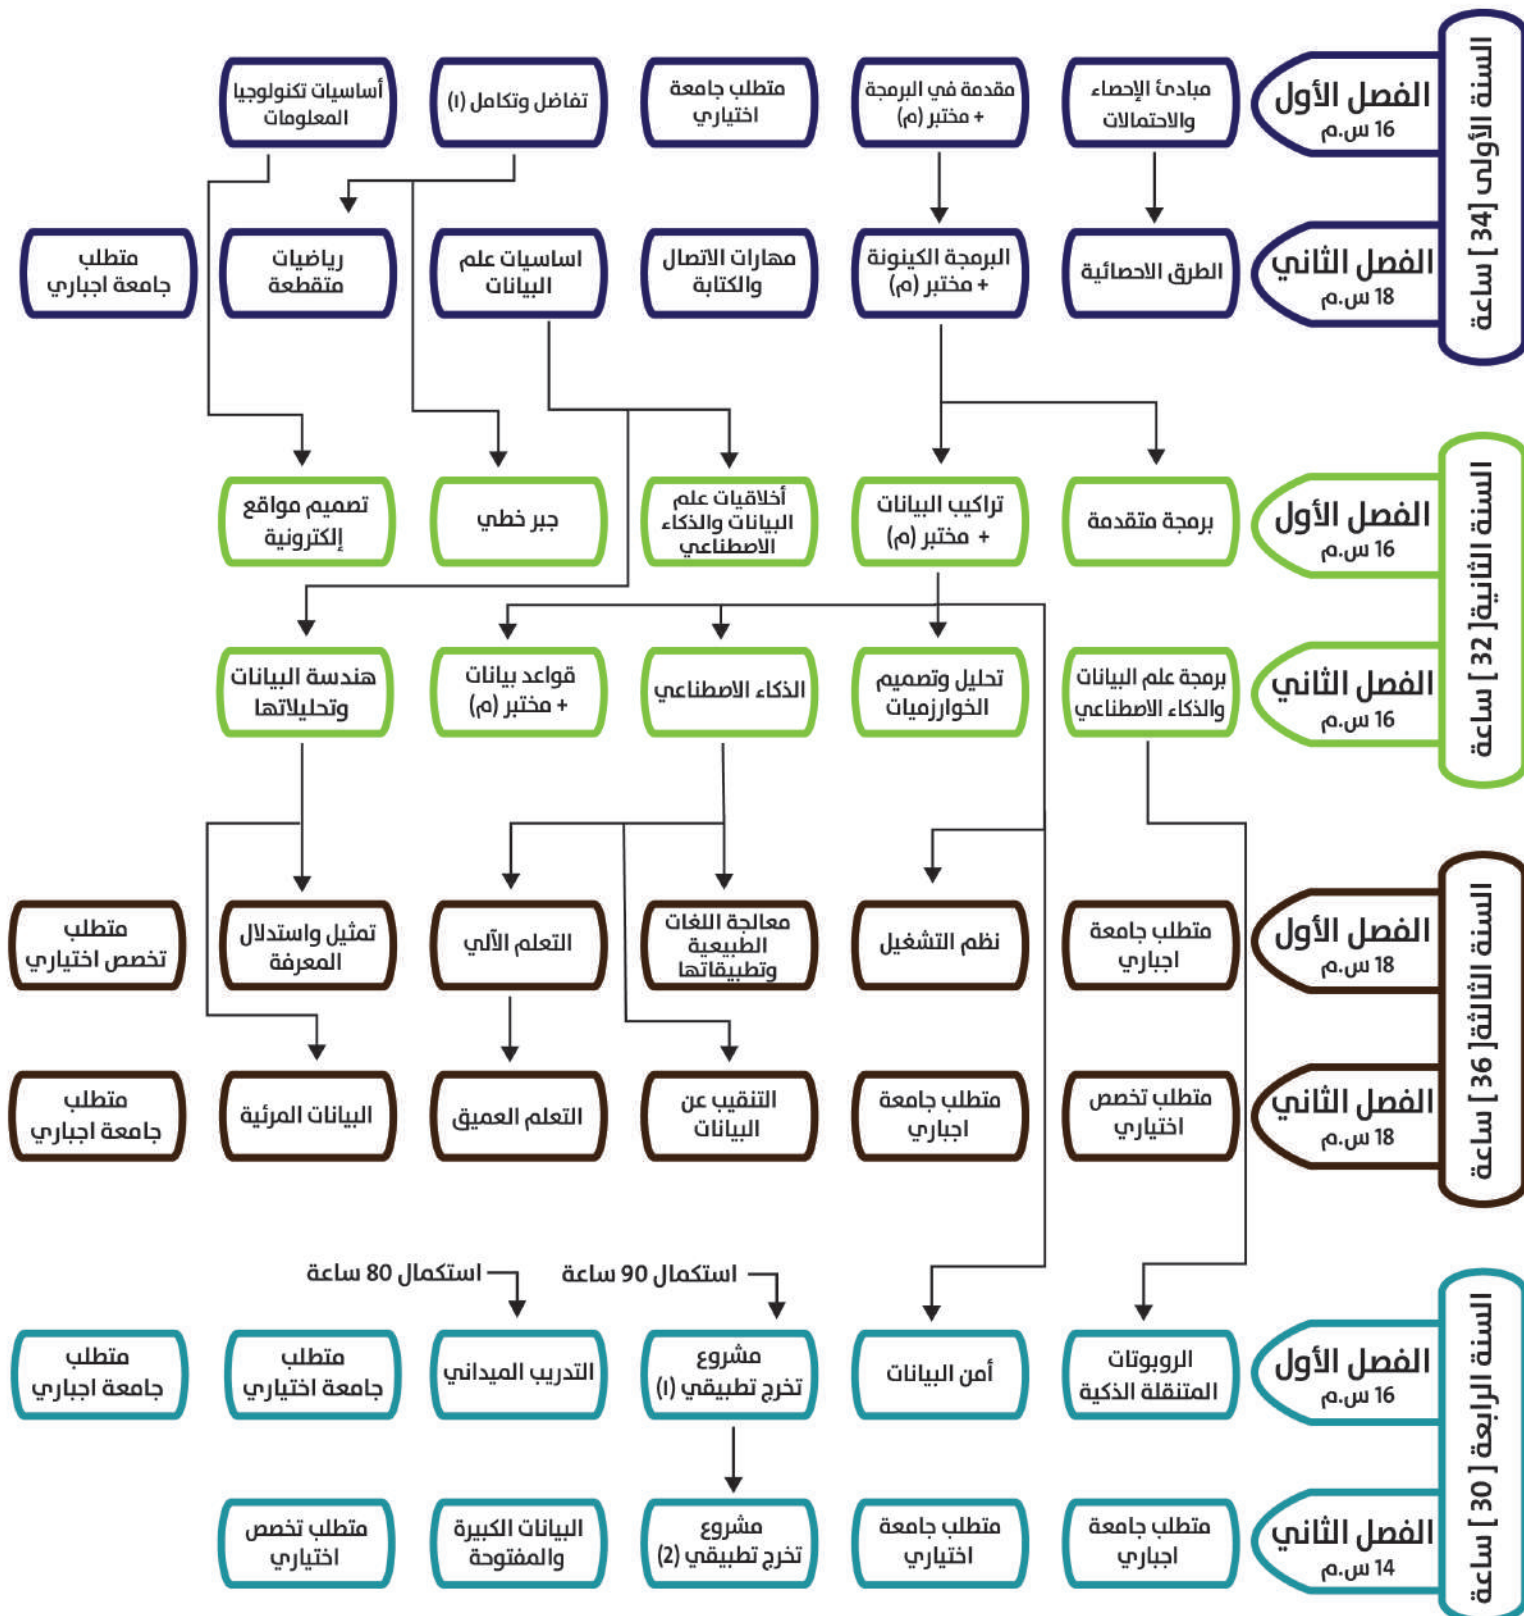 السنة الأولى [ 34 ] ساعة
الفصل الأول
16 س.م
مبادئ الإحصاء
والاحتمالات
مقدمة في البرمجة
+ مختبر (م)
متطلب جامعة
اختياري
تفاضل وتكامل (1)
أساسيات تكنولوجيا
المعلومات
الفصل الثاني
18 س.م
الطرق الاحصائية
البرمجة الكينونة
+ مختبر (م)
مهارات الاتصال
والكتابة
اساسيات علم
البيانات
رياضيات
متقطعة
متطلب
جامعة اجباري
السنة الثانية [ 32 ] ساعة
الفصل الأول
16 س.م
برمجة متقدمة
تراكيب البيانات
+ مختبر (م)
أخلاقيات علم
البيانات والذكاء
الاصطناعي
جبر خطي
تصميم مواقع
إلكترونية
الفصل الثاني
16 س.م
برمجة علم البيانات
والذكاء الاصطناعي
تحليل وتصميم
الخوارزميات
الذكاء الاصطناعي
قواعد بيانات
+ مختبر (م)
هندسة البيانات
وتحليلاتها
السنة الثالثة [ 36 ] ساعة
الفصل الأول
18 س.م
متطلب جامعة
اجباري
نظم التشغيل
معالجة اللغات
الطبيعية
وتطبيقاتها
التعلم الآلي
تمثيل واستدلال
المعرفة
متطلب
تخصص اختياري
الفصل الثاني
18 س.م
متطلب تخصص
اختياري
متطلب جامعة
اجباري
التنقيب عن
البيانات
التعلم العميق
البيانات المرئية
متطلب
جامعة اجباري
السنة الرابعة [ 30 ] ساعة
استكمال 90 ساعة
استكمال 80 ساعة
الفصل الأول
16 س.م
الروبوتات
المتنقلة الذكية
أمن البيانات
مشروع
تخرج تطبيقي (1)
التدريب الميداني
متطلب
جامعة اختياري
متطلب
جامعة اجباري
الفصل الثاني
14 س.م
متطلب جامعة
اجباري
متطلب جامعة
اختياري
مشروع
تخرج تطبيقي (2)
البيانات الكبيرة
والمفتوحة
متطلب تخصص
اختياري